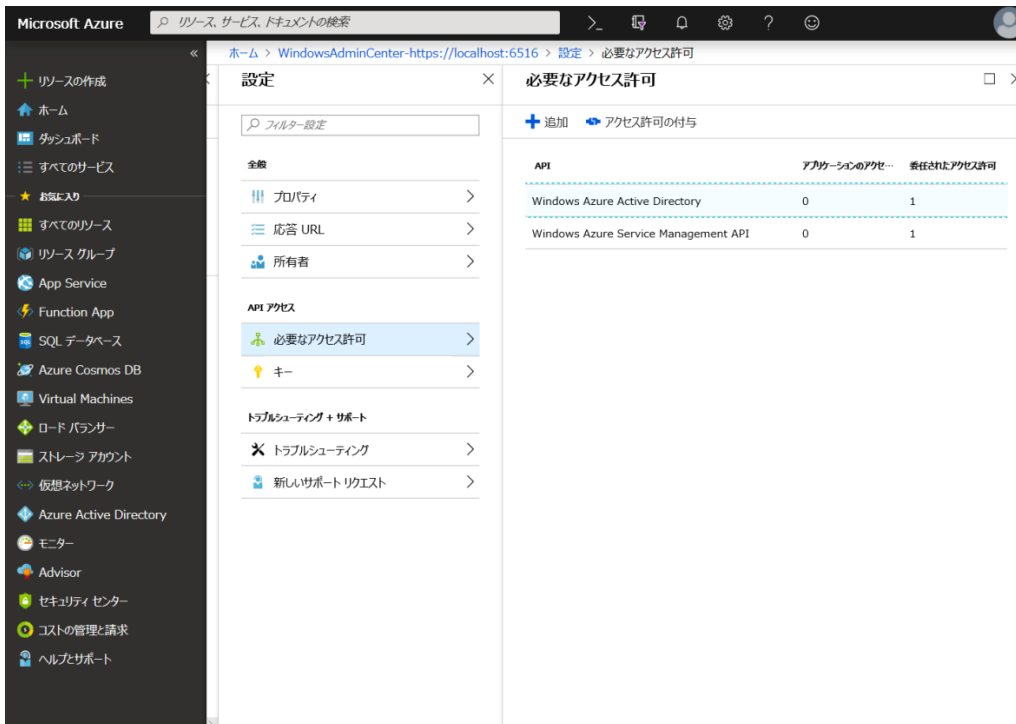 Microsoft Azure
リソース、サービス、ドキュメントの検索
ホーム > WindowsAdminCenter-https://localhost:6516 > 設定 > 必要なアクセス許可
リソースの作成
ホーム
ダッシュボード
すべてのサービス
お気に入り
すべてのリソース
リソース グループ
App Service
Function App
SQL データベース
Azure Cosmos DB
Virtual Machines
ロード バランサー
ストレージ アカウント
仮想ネットワーク
Azure Active Directory
モニター
Advisor
セキュリティ センター
コストの管理と請求
ヘルプとサポート
設定
フィルター設定
全般
プロパティ
応答 URL
所有者
API アクセス
必要なアクセス許可
キー
トラブルシューティング + サポート
トラブルシューティング
新しいサポート リクエスト
必要なアクセス許可
追加 アクセス許可の付与
API アプリケーションのアクセ… 委任されたアクセス許可
Windows Azure Active Directory 0 1
Windows Azure Service Management API 0 1